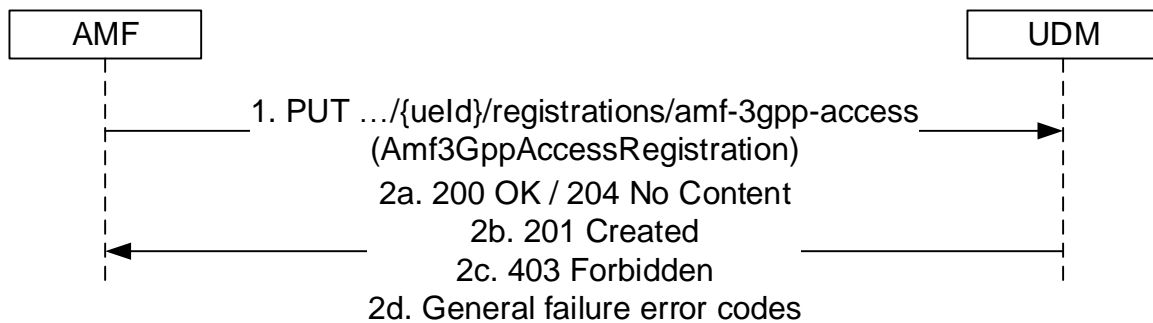 AMF
UDM
1. PUT …/{ueId}/registrations/amf-3gpp-access
(Amf3GppAccessRegistration)
2a. 200 OK / 204 No Content
2b. 201 Created
2c. 403 Forbidden
2d. General failure error codes